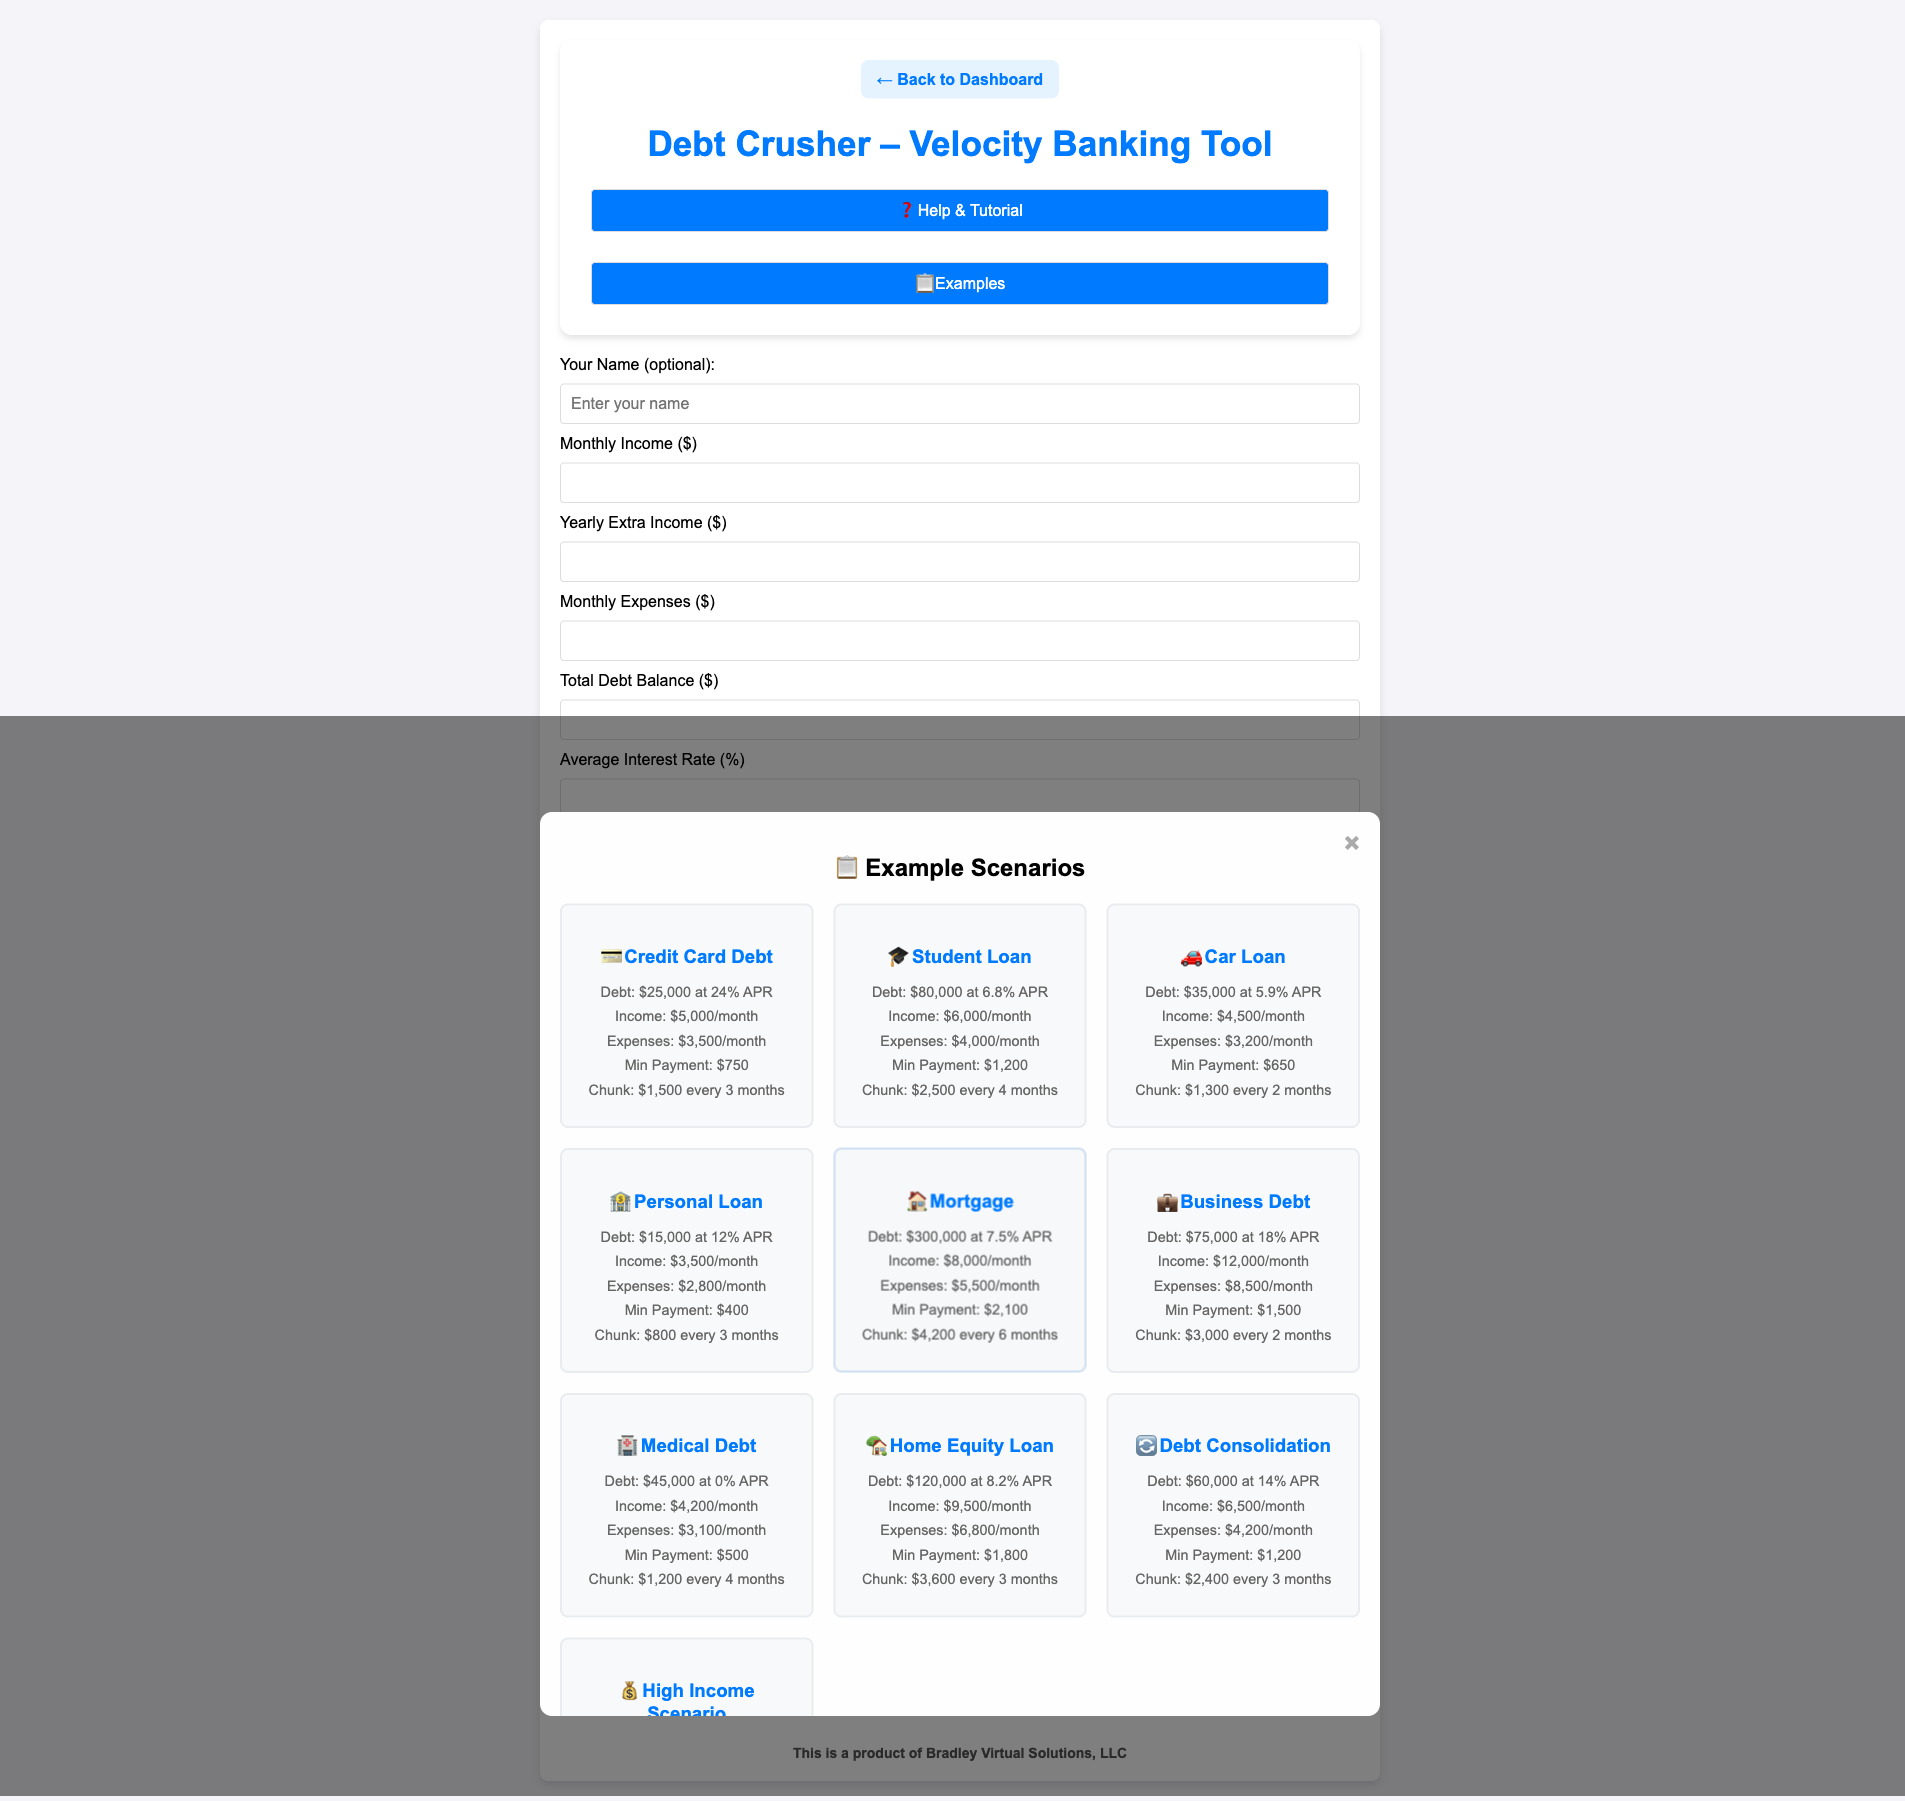 ← Back to Dashboard
Debt Crusher – Velocity Banking Tool
❓ Help & Tutorial
📋 Examples
Your Name (optional):
Enter your name
Monthly Income ($)
Yearly Extra Income ($)
Monthly Expenses ($)
Total Debt Balance ($)
Average Interest Rate (%)
✖
📋 Example Scenarios
💳 Credit Card Debt
Debt: $25,000 at 24% APR
Income: $5,000/month
Expenses: $3,500/month
Min Payment: $750
Chunk: $1,500 every 3 months
🎓 Student Loan
Debt: $80,000 at 6.8% APR
Income: $6,000/month
Expenses: $4,000/month
Min Payment: $1,200
Chunk: $2,500 every 4 months
🚗 Car Loan
Debt: $35,000 at 5.9% APR
Income: $4,500/month
Expenses: $3,200/month
Min Payment: $650
Chunk: $1,300 every 2 months
🏦 Personal Loan
Debt: $15,000 at 12% APR
Income: $3,500/month
Expenses: $2,800/month
Min Payment: $400
Chunk: $800 every 3 months
🏠 Mortgage
Debt: $300,000 at 7.5% APR
Income: $8,000/month
Expenses: $5,500/month
Min Payment: $2,100
Chunk: $4,200 every 6 months
💼 Business Debt
Debt: $75,000 at 18% APR
Income: $12,000/month
Expenses: $8,500/month
Min Payment: $1,500
Chunk: $3,000 every 2 months
🏥 Medical Debt
Debt: $45,000 at 0% APR
Income: $4,200/month
Expenses: $3,100/month
Min Payment: $500
Chunk: $1,200 every 4 months
🏡 Home Equity Loan
Debt: $120,000 at 8.2% APR
Income: $9,500/month
Expenses: $6,800/month
Min Payment: $1,800
Chunk: $3,600 every 3 months
🔄 Debt Consolidation
Debt: $60,000 at 14% APR
Income: $6,500/month
Expenses: $4,200/month
Min Payment: $1,200
Chunk: $2,400 every 3 months
💰 High Income
Scenario
This is a product of Bradley Virtual Solutions, LLC